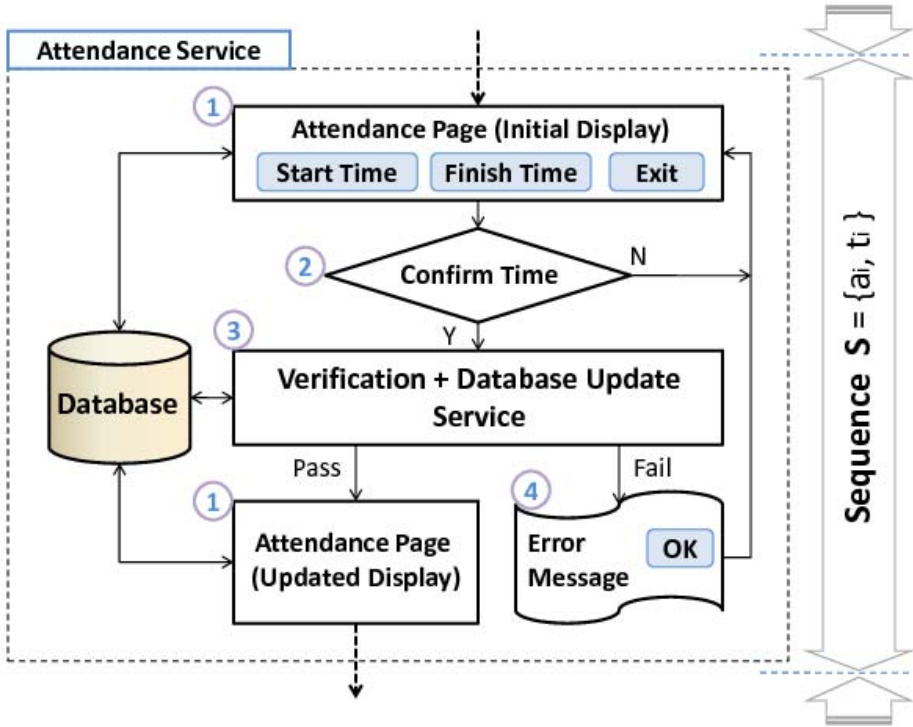 Attendance Service
1
Attendance Page (Initial Display)
Start Time
Finish Time
Exit
2
Confirm Time
N
Y
3
Verification + Database Update
Service
Database
Pass
Fail
1
Attendance Page
(Updated Display)
4
Error
Message
OK
Sequence S = {ai, ti }